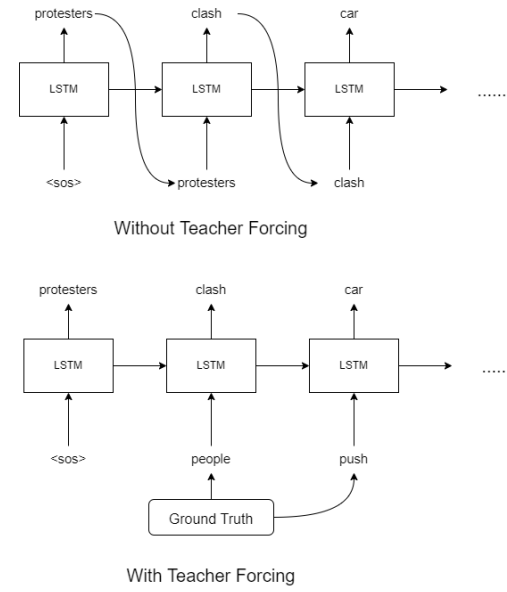 protesters clash car
LSTM LSTM LSTM ......
<sos> protesters clash
Without Teacher Forcing
protesters clash car
LSTM LSTM LSTM .....
<sos> people push
Ground Truth
With Teacher Forcing